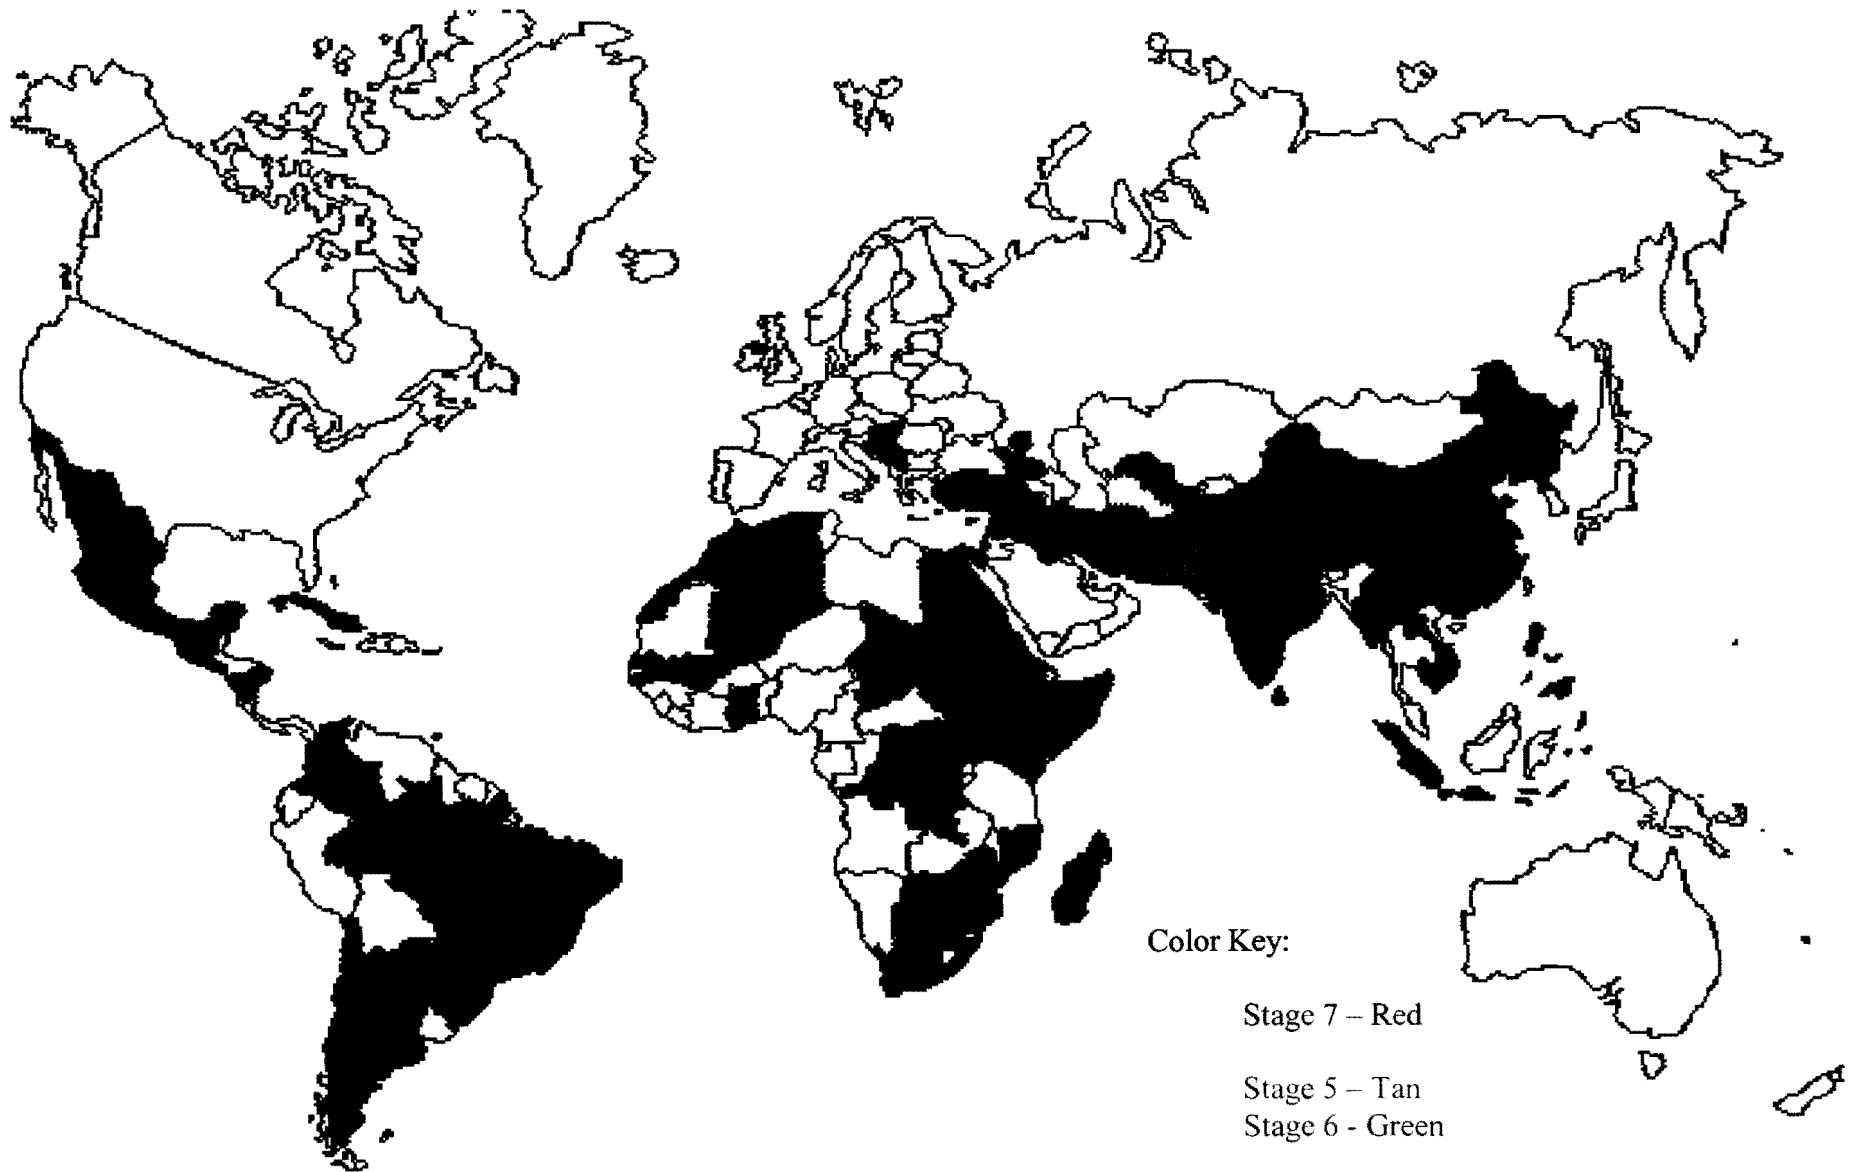 Color Key:
Stage 7 – Red
Stage 5 – Tan
Stage 6 - Green